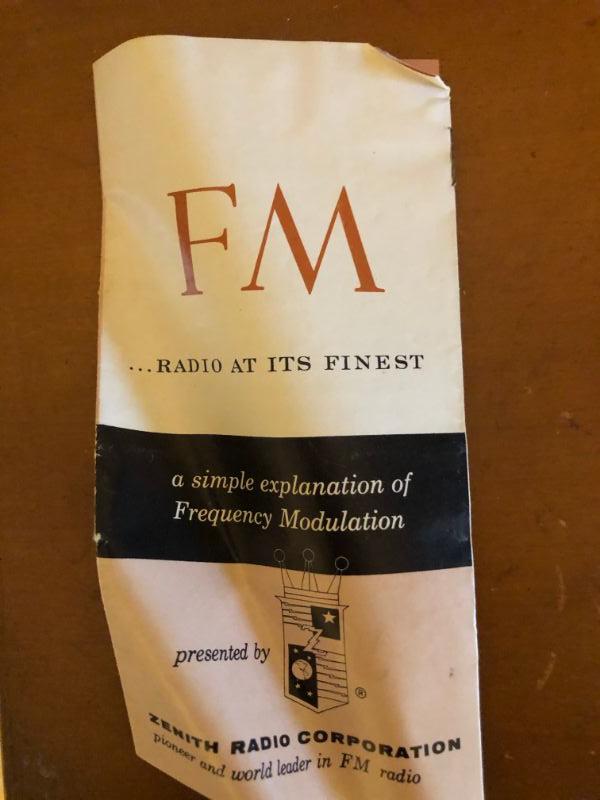 FM
...RADIO AT ITS FINEST
a simple explanation of
Frequency Modulation
presented by
®
ZENITH RADIO CORPORATION
pioneer and world leader in FM radio